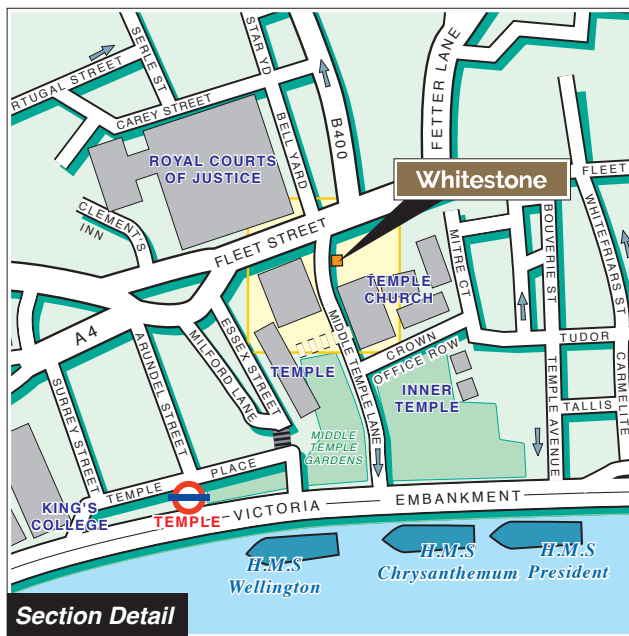 SERLE ST
STAR YD
FETTER LANE
RTUGAL STREET
CAREY STREET
B400
BELL YARD
ROYAL COURTS
OF JUSTICE
Whitestone
FLEET
CLEMENT'S
INN
FLEET STREET
MITRE CT
BOUVERIE ST
WHITEFRIARS ST
TEMPLE
CHURCH
A4
ESSEX STREET
MILFORD LANE
ARUNDEL STREET
SURREY STREET
TEMPLE
MIDDLE TEMPLE LANE
CROWN
OFFICE ROW
TUDOR
INNER
TEMPLE
TEMPLE AVENUE
TALLIS
CARMELITE
MIDDLE
TEMPLE
GARDENS
TEMPLE PLACE
KING'S
COLLEGE
TEMPLE
VICTORIA EMBANKMENT
H.M.S
Wellington
H.M.S
Chrysanthemum
H.M.S
President
Section Detail